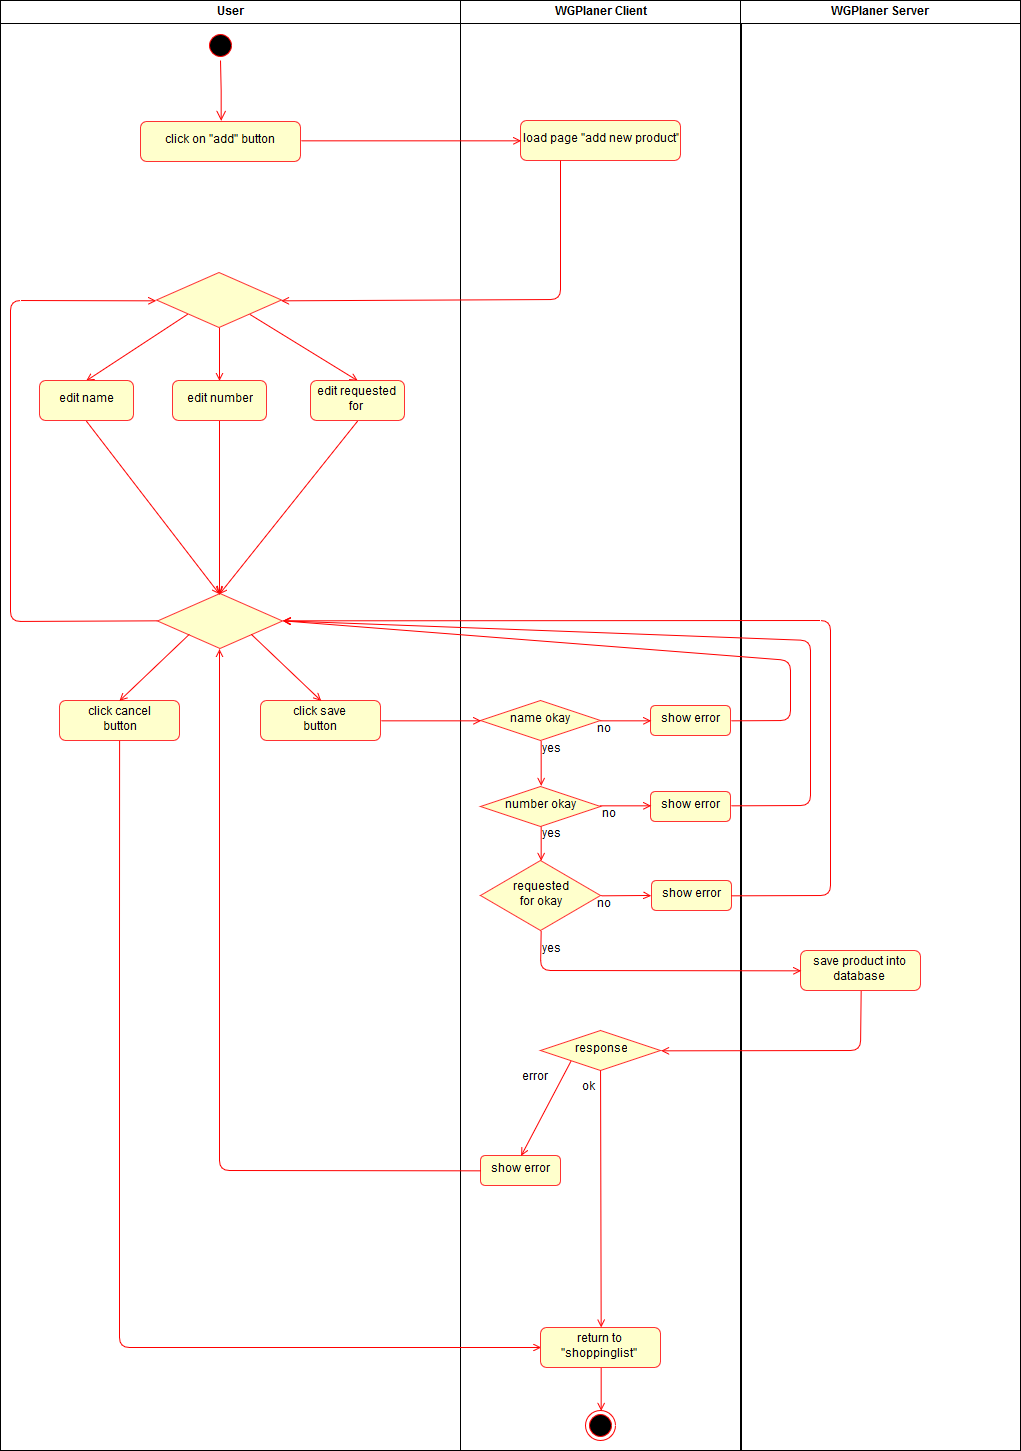 User
WGPlaner Client
WGPlaner Server
click on "add" button
load page "add new product"
edit name
edit number
edit requested
for
click cancel
button
click save
button
name okay
no
show error
yes
number okay
no
show error
yes
requested
for okay
no
show error
yes
save product into
database
response
error
ok
show error
return to
"shoppinglist"